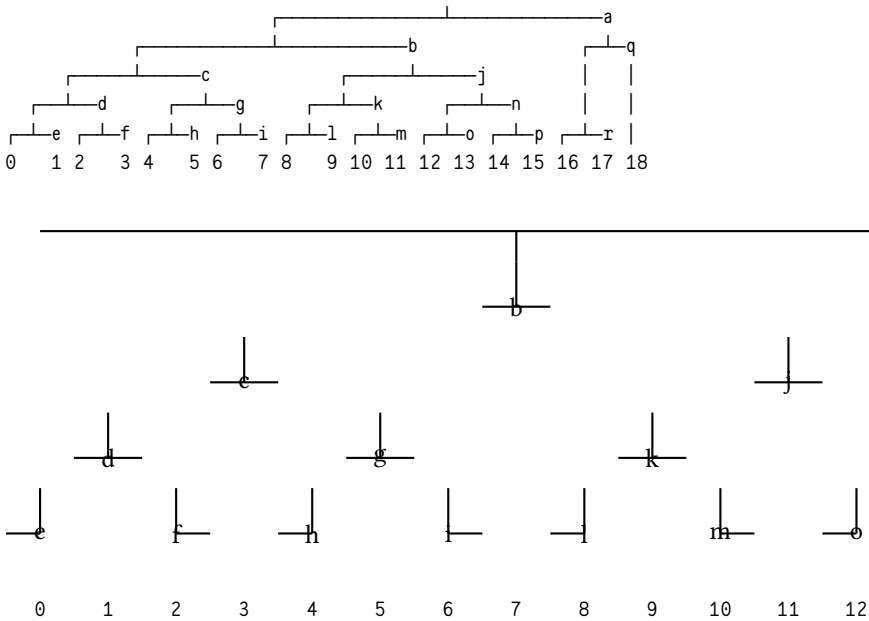 a
b q
c j
d g k n
e f h i l m o p r
0 1 2 3 4 5 6 7 8 9 10 11 12 13 14 15 16 17 18
b
c j
d g k
e f h i l m o
0 1 2 3 4 5 6 7 8 9 10 11 12